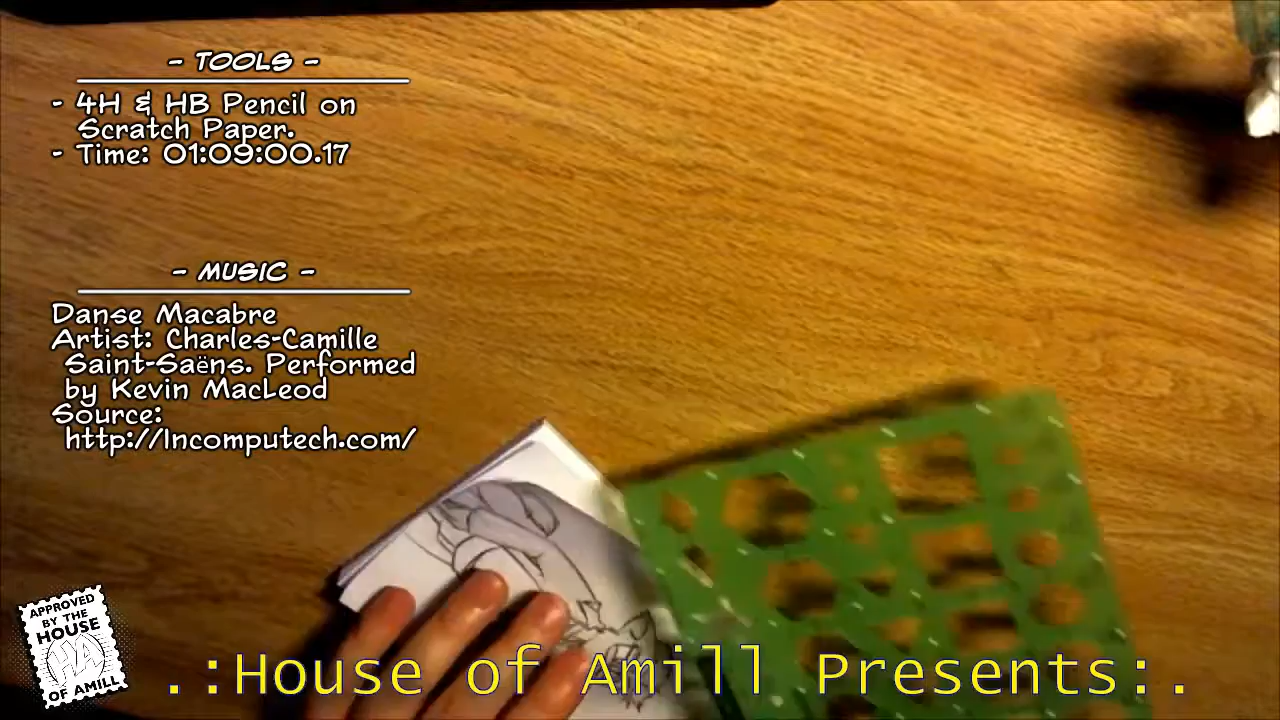 - TOOLS -
- 4H & HB Pencil on
Scratch Paper.
- Time: 01:09:00.17
- MUSIC -
Danse Macabre
Artist: Charles-Camille
Saint-Saëns. Performed
by Kevin MacLeod
Source:
http://Incomputech.com/
APPROVED
BY THE
HOUSE
HA
OF AMILL
.:House of Amill Presents:.